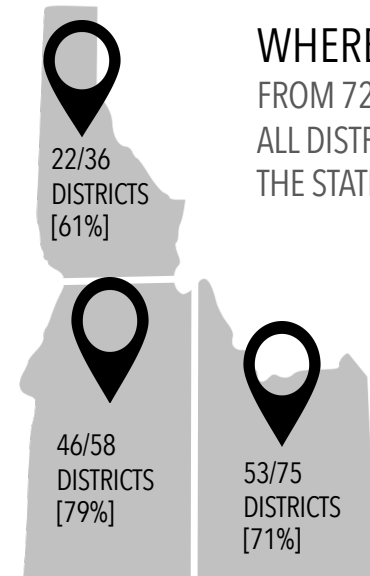 WHERE
FROM 72
ALL DISTR
THE STAT
22/36
DISTRICTS
[61%]
46/58
DISTRICTS
[79%]
53/75
DISTRICTS
[71%]